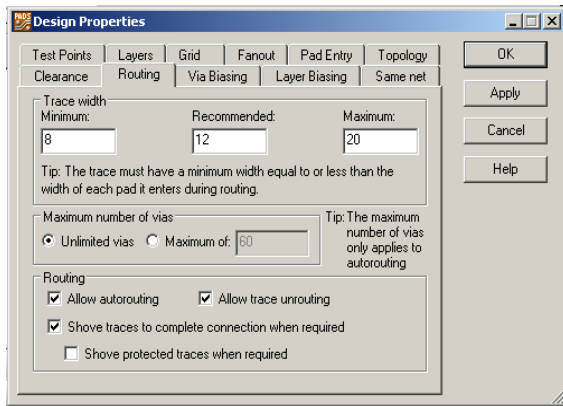 PADS
Design Properties
Test Points Layers Grid Fanout Pad Entry Topology
Clearance Routing Via Biasing Layer Biasing Same net
OK
Apply
Cancel
Help
Trace width
Minimum: Recommended: Maximum:
8 12 20
Tip: The trace must have a minimum width equal to or less than the
width of each pad it enters during routing.
Maximum number of vias
Unlimited vias Maximum of: 60
Tip: The maximum
number of vias
only applies to
autorouting
Routing
Allow autorouting Allow trace unrouting
Shove traces to complete connection when required
Shove protected traces when required